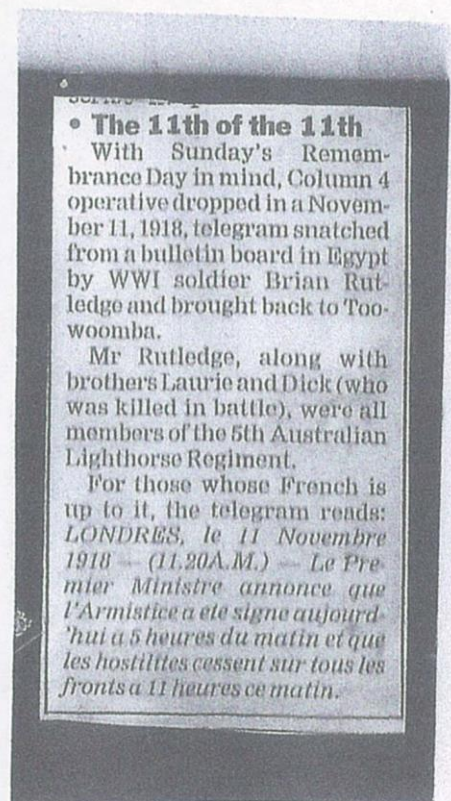 • The 11th of the 11th
With Sunday's Remem-
brance Day in mind, Column 4
operative dropped in a Novem-
ber 11, 1918, telegram snatched
from a bulletin board in Egypt
by WWI soldier Brian Rut-
ledge and brought back to Too-
woomba.
Mr Rutledge, along with
brothers Laurie and Dick (who
was killed in battle), were all
members of the 5th Australian
Lighthorse Regiment.
For those whose French is
up to it, the telegram reads:
LONDRES, le 11 Novembre
1918 — (11.20A.M.) — Le Pre-
mier Ministre annonce que
l'Armistice a ete signe aujourd-
'hui a 5 heures du matin et que
les hostilites cessent sur tous les
fronts a 11 heures ce matin.